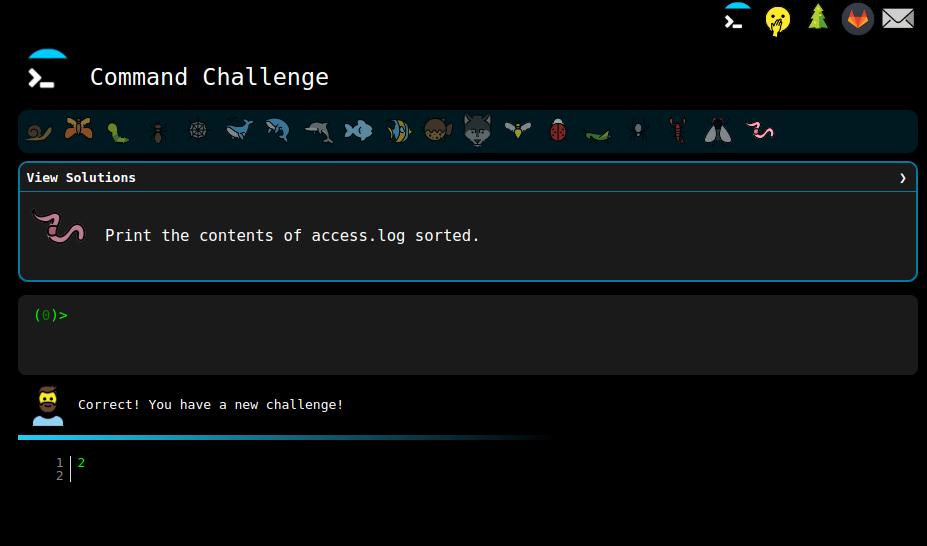 Command Challenge
View Solutions
Print the contents of access.log sorted.
(0)>
Correct! You have a new challenge!
1 2
2